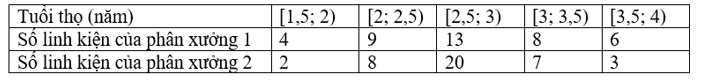 Tuổi thọ (năm) [1,5; 2) [2; 2,5) [2,5; 3) [3; 3,5) [3,5; 4)
Số linh kiện của phân xưởng 1 4 9 13 8 6
Số linh kiện của phân xưởng 2 2 8 20 7 3